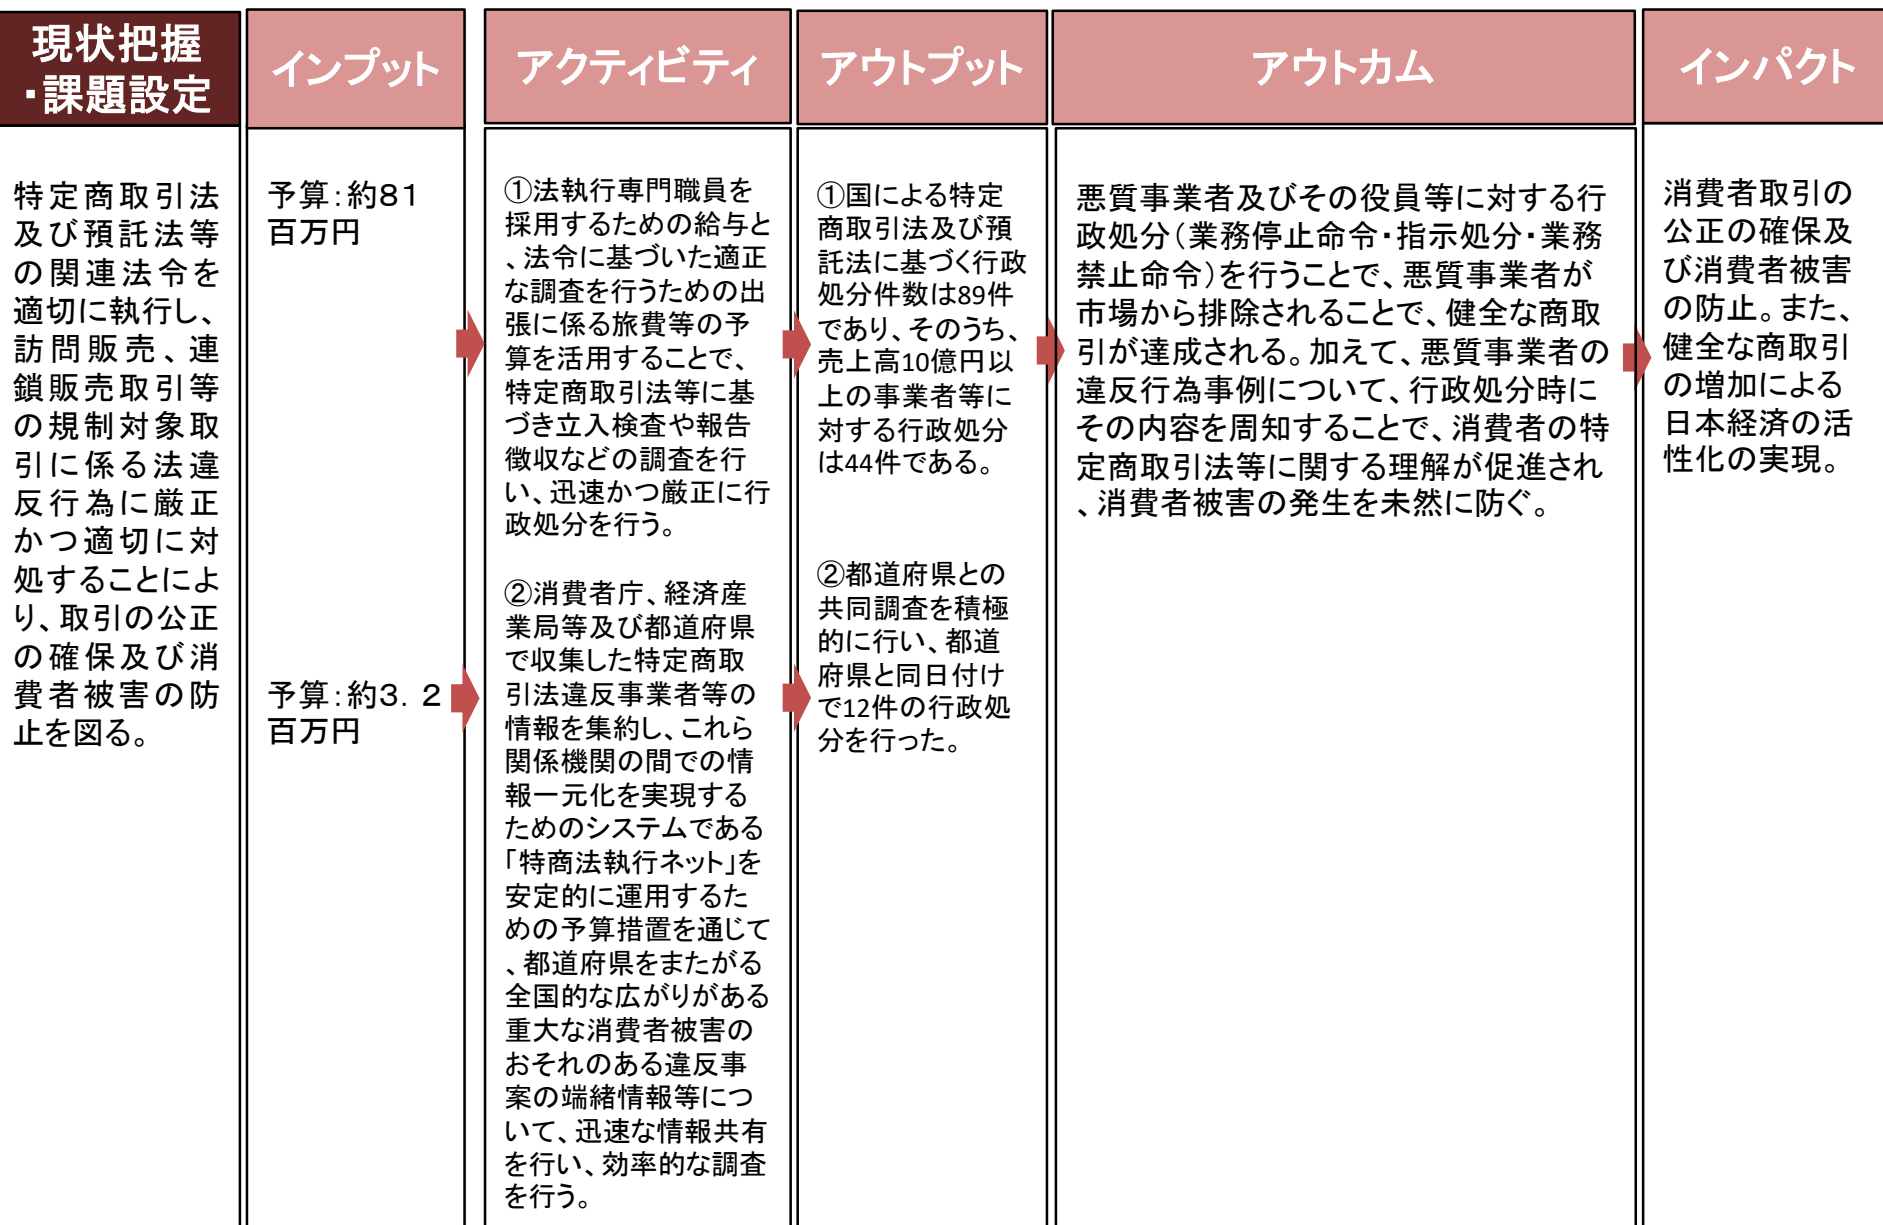 現状把握
・課題設定
インプット
アクティビティ
アウトプット
アウトカム
インパクト
特定商取引法
及び預託法等
の関連法令を
適切に執行し、
訪問販売、連
鎖販売取引等
の規制対象取
引に係る法違
反行為に厳正
かつ適切に対
処することによ
り、取引の公正
の確保及び消
費者被害の防
止を図る。
予算:約81
百万円
予算:約3.2
百万円
①法執行専門職員を
採用するための給与と
、法令に基づいた適正
な調査を行うための出
張に係る旅費等の予
算を活用することで、
特定商取引法等に基
づき立入検査や報告
徴収などの調査を行
い、迅速かつ厳正に行
政処分を行う。
②消費者庁、経済産
業局等及び都道府県
で収集した特定商取
引法違反事業者等の
情報を集約し、これら
関係機関の間での情
報一元化を実現する
ためのシステムである
「特商法執行ネット」を
安定的に運用するた
めの予算措置を通じて
、都道府県をまたがる
全国的な広がりがある
重大な消費者被害の
おそれのある違反事
案の端緒情報等につ
いて、迅速な情報共有
を行い、効率的な調査
を行う。
①国による特定
商取引法及び預
託法に基づく行政
処分件数は89件
であり、そのうち、
売上高10億円以
上の事業者等に
対する行政処分
は44件である。
②都道府県との
共同調査を積極
的に行い、都道
府県と同日付け
で12件の行政処
分を行った。
悪質事業者及びその役員等に対する行
政処分(業務停止命令・指示処分・業務
禁止命令)を行うことで、悪質事業者が
市場から排除されることで、健全な商取
引が達成される。加えて、悪質事業者の
違反行為事例について、行政処分時に
その内容を周知することで、消費者の特
定商取引法等に関する理解が促進され
、消費者被害の発生を未然に防ぐ。
消費者取引の
公正の確保及
び消費者被害
の防止。また、
健全な商取引
の増加による
日本経済の活
性化の実現。